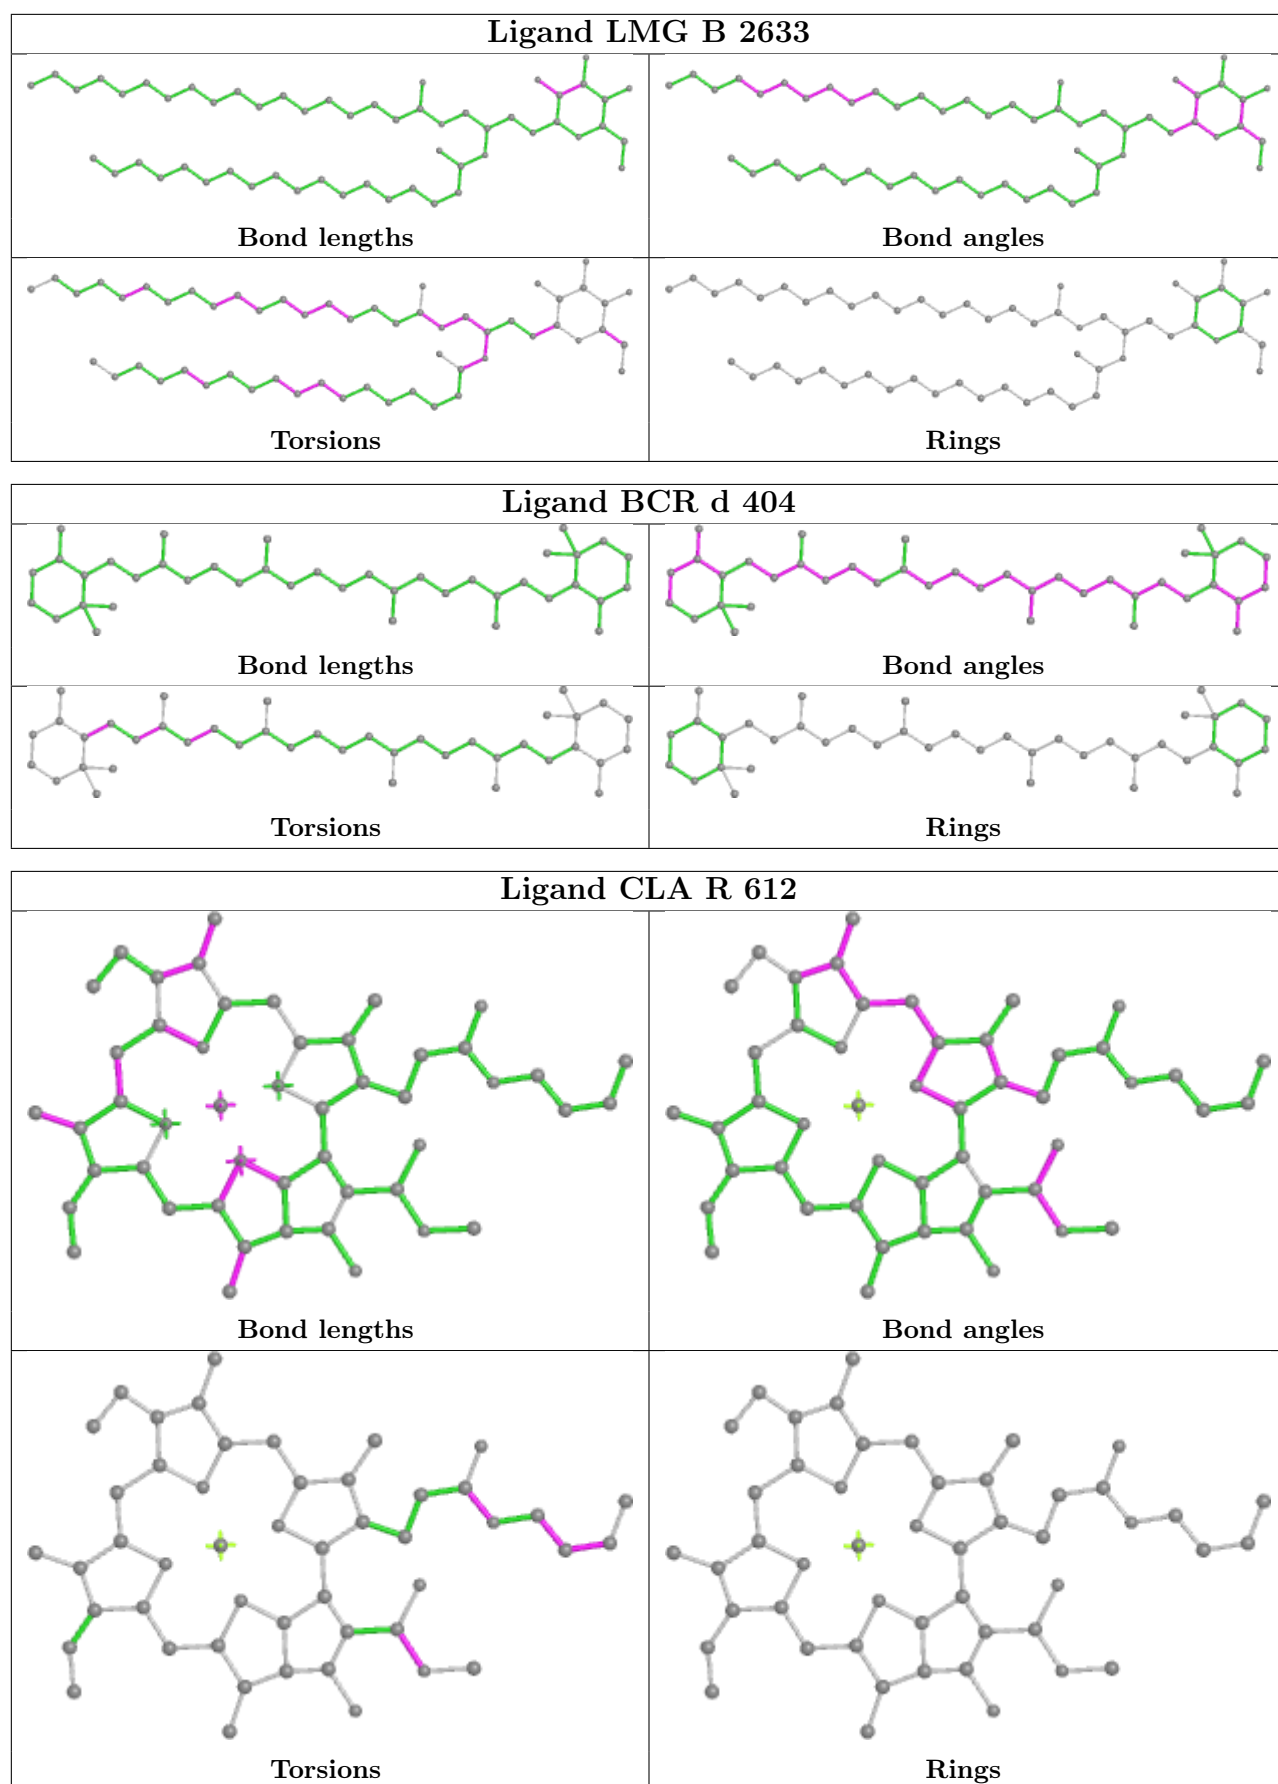 Ligand LMG B 2633
Bond lengths
Bond angles
Torsions
Rings
Ligand BCR d 404
Bond lengths
Bond angles
Torsions
Rings
Ligand CLA R 612
Bond lengths
Bond angles
Torsions
Rings